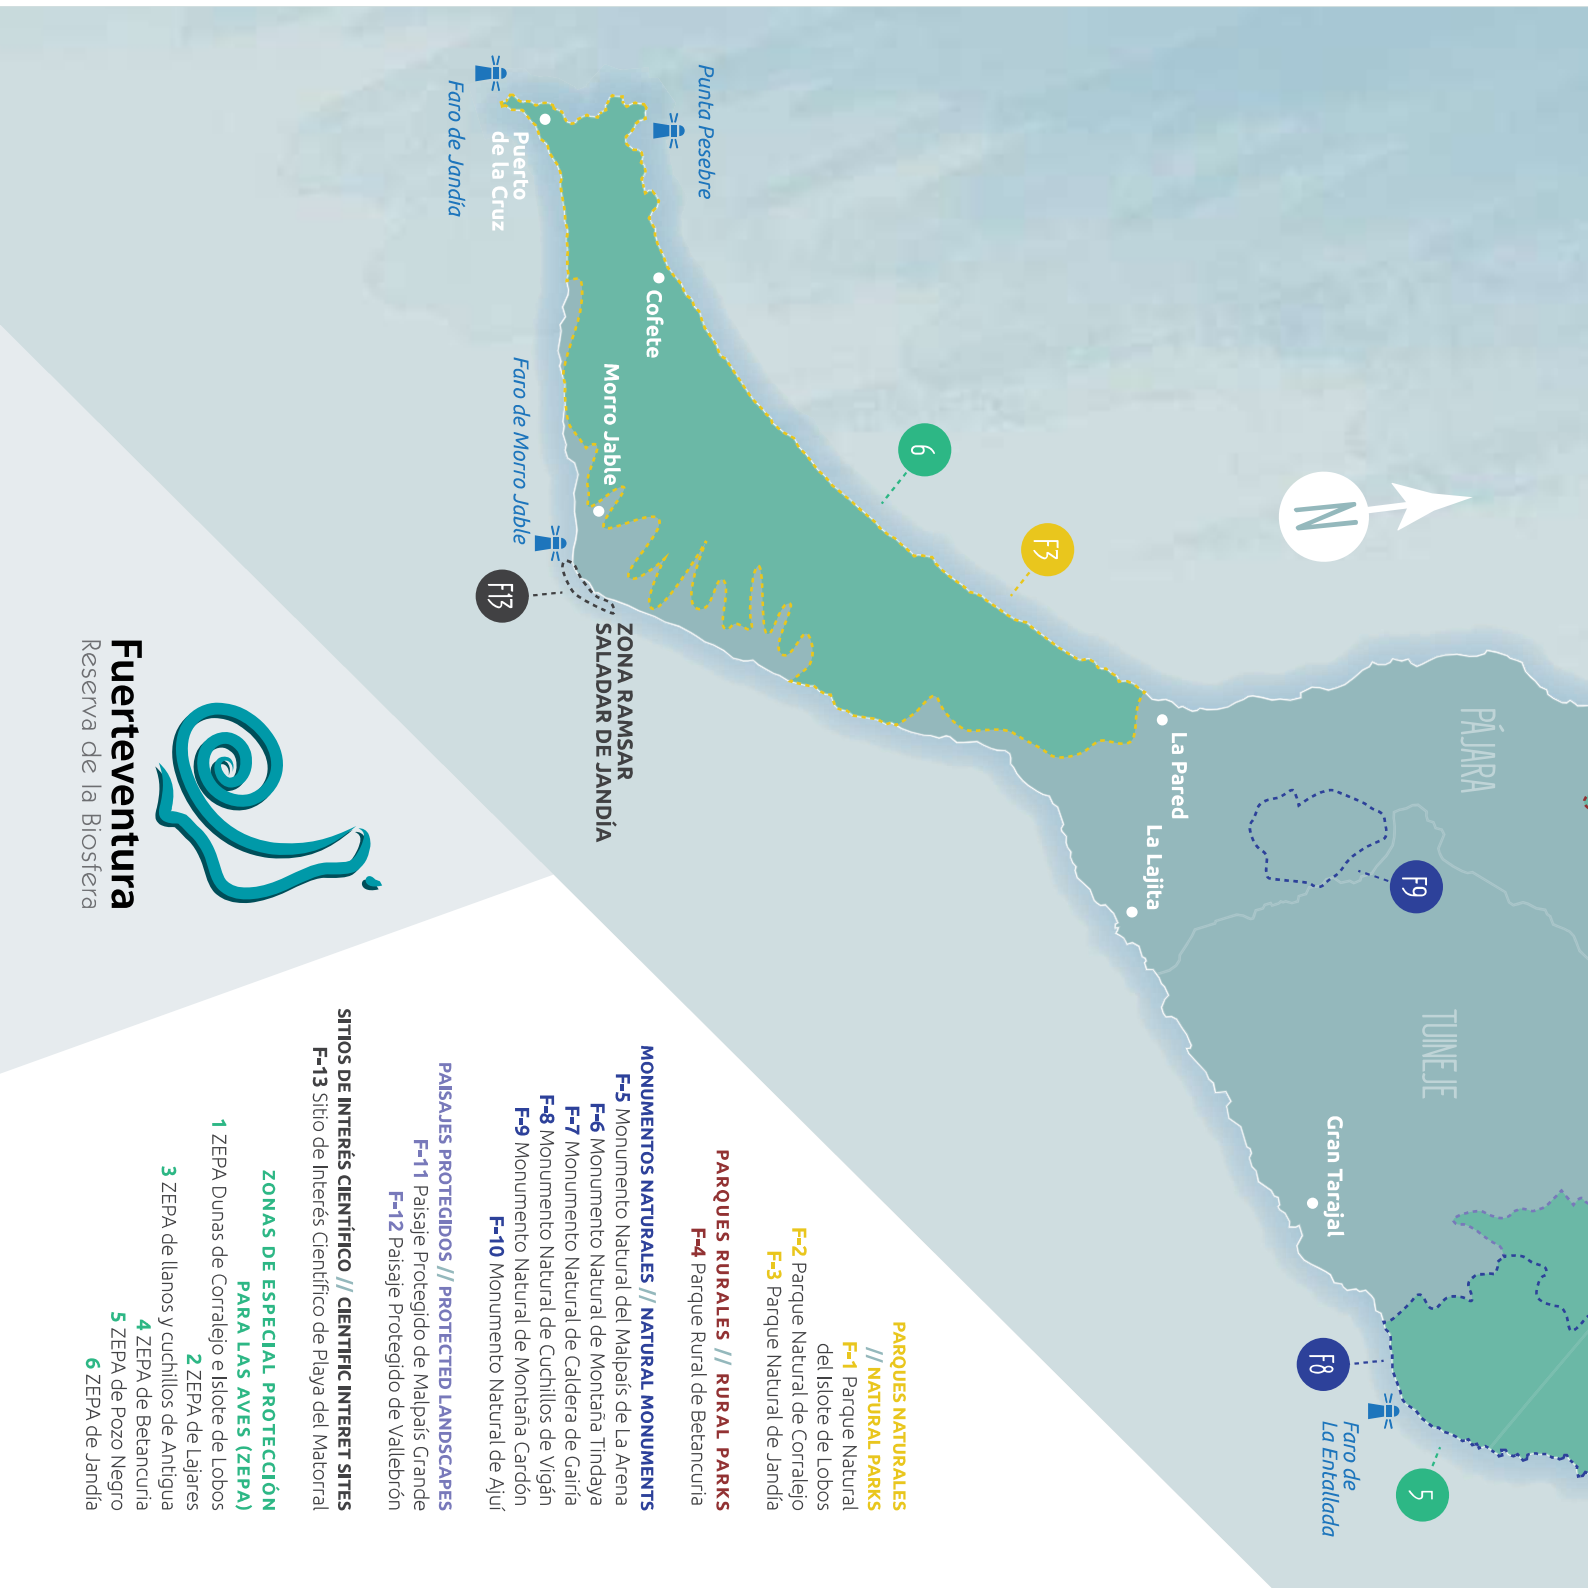 Punta Pesebre
Faro de Jandía
Puerto
de la Cruz
Cofete
Morro Jable
Faro de Morro Jable
6
F3
N
F13
ZONA RAMSAR
SALADAR DE JANDÍA
La Pared
La Lajita
PÁJARA
F9
TUINEJE
Gran Tarajal
F8
Faro de
La Entallada
5
Fuerteventura
Reserva de la Biosfera
PARQUES NATURALES
// NATURAL PARKS
F-1 Parque Natural
del Islote de Lobos
F-2 Parque Natural de Corralejo
F-3 Parque Natural de Jandía
PARQUES RURALES // RURAL PARKS
F-4 Parque Rural de Betancuria
MONUMENTOS NATURALES // NATURAL MONUMENTS
F-5 Monumento Natural del Malpaís de La Arena
F-6 Monumento Natural de Montaña Tindaya
F-7 Monumento Natural de Caldera de Gairía
F-8 Monumento Natural de Cuchillos de Vigán
F-9 Monumento Natural de Montaña Cardón
F-10 Monumento Natural de Ajuí
PAISAJES PROTEGIDOS // PROTECTED LANDSCAPES
F-11 Paisaje Protegido de Malpaís Grande
F-12 Paisaje Protegido de Vallebrón
SITIOS DE INTERÉS CIENTÍFICO // CIENTIFIC INTERET SITES
F-13 Sitio de Interés Científico de Playa del Matorral
ZONAS DE ESPECIAL PROTECCIÓN
PARA LAS AVES (ZEPA)
1 ZEPA Dunas de Corralejo e Islote de Lobos
2 ZEPA de Lajares
3 ZEPA de llanos y cuchillos de Antigua
4 ZEPA de Betancuria
5 ZEPA de Pozo Negro
6 ZEPA de Jandía